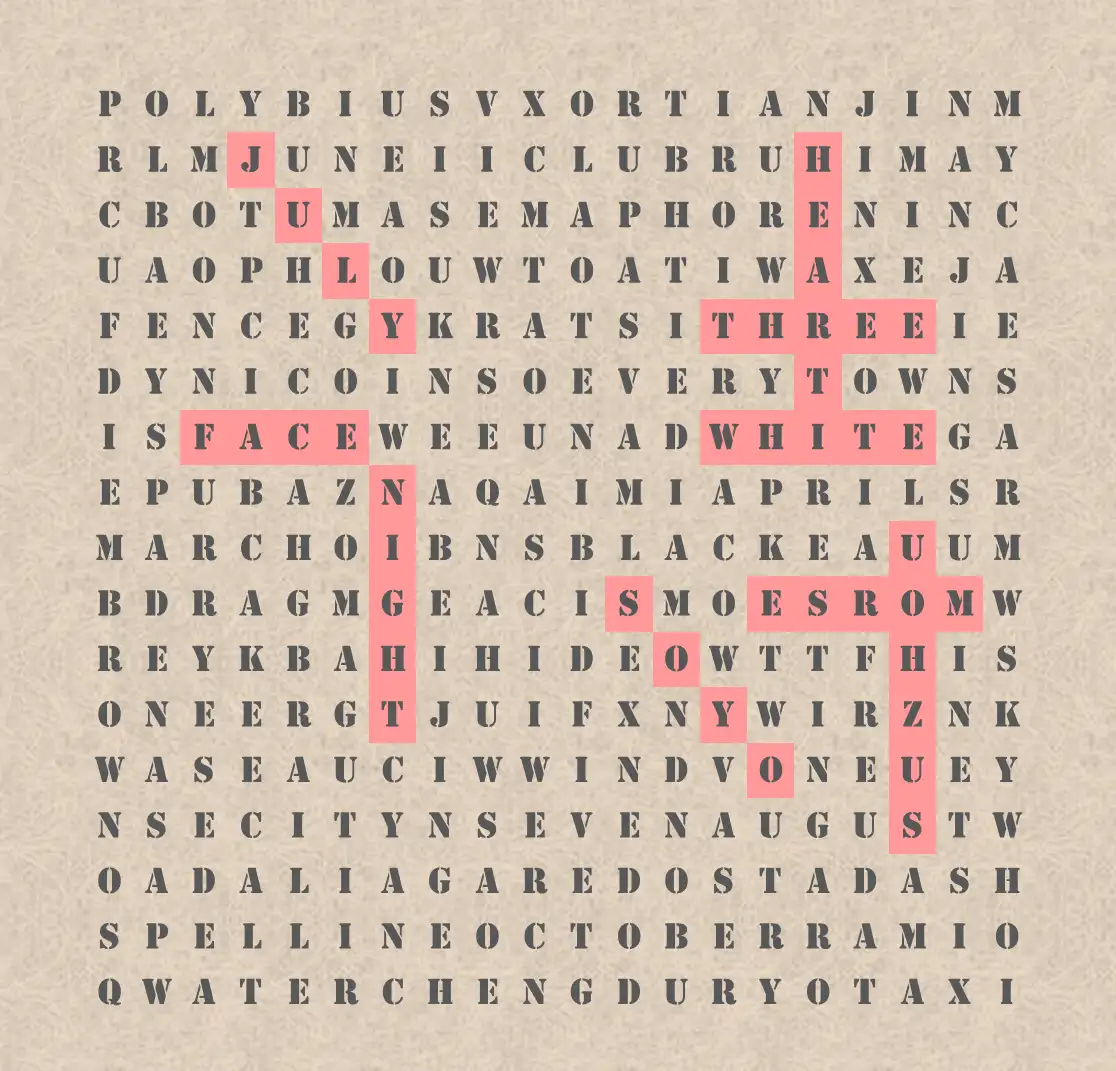 P O L Y B I U S V X O R T I A N J I N M
R L M J U N E I I C L U B R U H I M A Y
C B O T U M A S E M A P H O R E N I N C
U A O P H L O U W T O A T I W A X E J A
F E N C E G Y K R A T S I T H R E E I E
D Y N I C O I N S O E V E R Y T O W N S
I S F A C E W E E U N A D W H I T E G A
E P U B A Z N A Q A I M I A P R I L S R
M A R C H O I B N S B L A C K E A U U M
B D R A G M G E A C I S M O E S R O M W
R E Y K B A H I H I D E O W T T F H I S
O N E E R G T J U I F X N Y W I R Z N K
W A S E A U C I W W I N D V O N E U E Y
N S E C I T Y N S E V E N A U G U S T W
O A D A L I A G A R E D O S T A D A S H
S P E L L I N E O C T O B E R R A M I O
Q W A T E R C H E N G D U R Y O T A X I